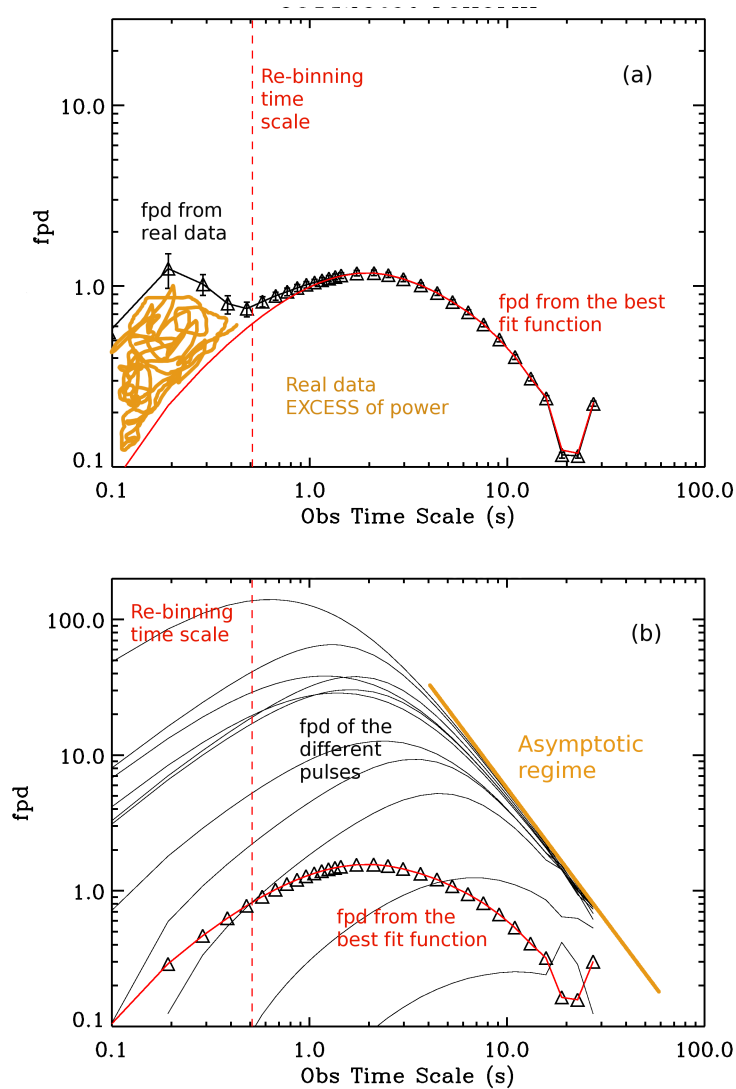 (a)
Re-binning
time
scale
10.0
fpd from
real data
fpd
1.0
fpd from the best
fit function
Real data
EXCESS of power
0.1
0.1
1.0
10.0
100.0
Obs Time Scale (s)
Re-binning
time scale
(b)
100.0
fpd of the
different
pulses
Asymptotic
regime
10.0
fpd
1.0
fpd from the
best fit function
0.1
0.1
1.0
10.0
100.0
Obs Time Scale (s)